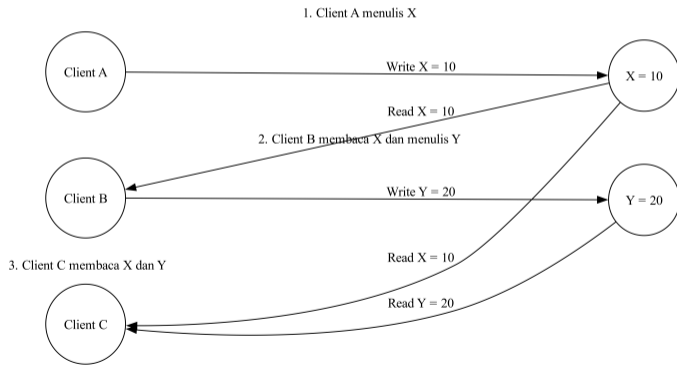 1. Client A menulis X
Client A
Write X = 10
X = 10
Read X = 10
2. Client B membaca X dan menulis Y
Client B
Write Y = 20
Y = 20
3. Client C membaca X dan Y
Read X = 10
Read Y = 20
Client C